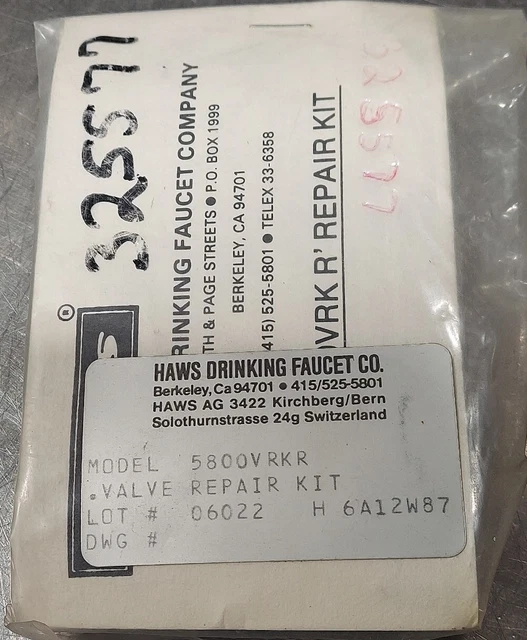 325577
325577
®
RINKING FAUCET COMPANY
TH & PAGE STREETS ● P.O. BOX 1999
BERKELEY, CA 94701
415) 525-5801 ● TELEX 33-6358
VRK R' REPAIR KIT
HAWS DRINKING FAUCET CO.
Berkeley, Ca 94701 ● 415/525-5801
HAWS AG 3422 Kirchberg/Bern
Solothurnstrasse 24g Switzerland
MODEL 5800VRKR
.VALVE REPAIR KIT
LOT # 06022 H 6A12W87
DWG #